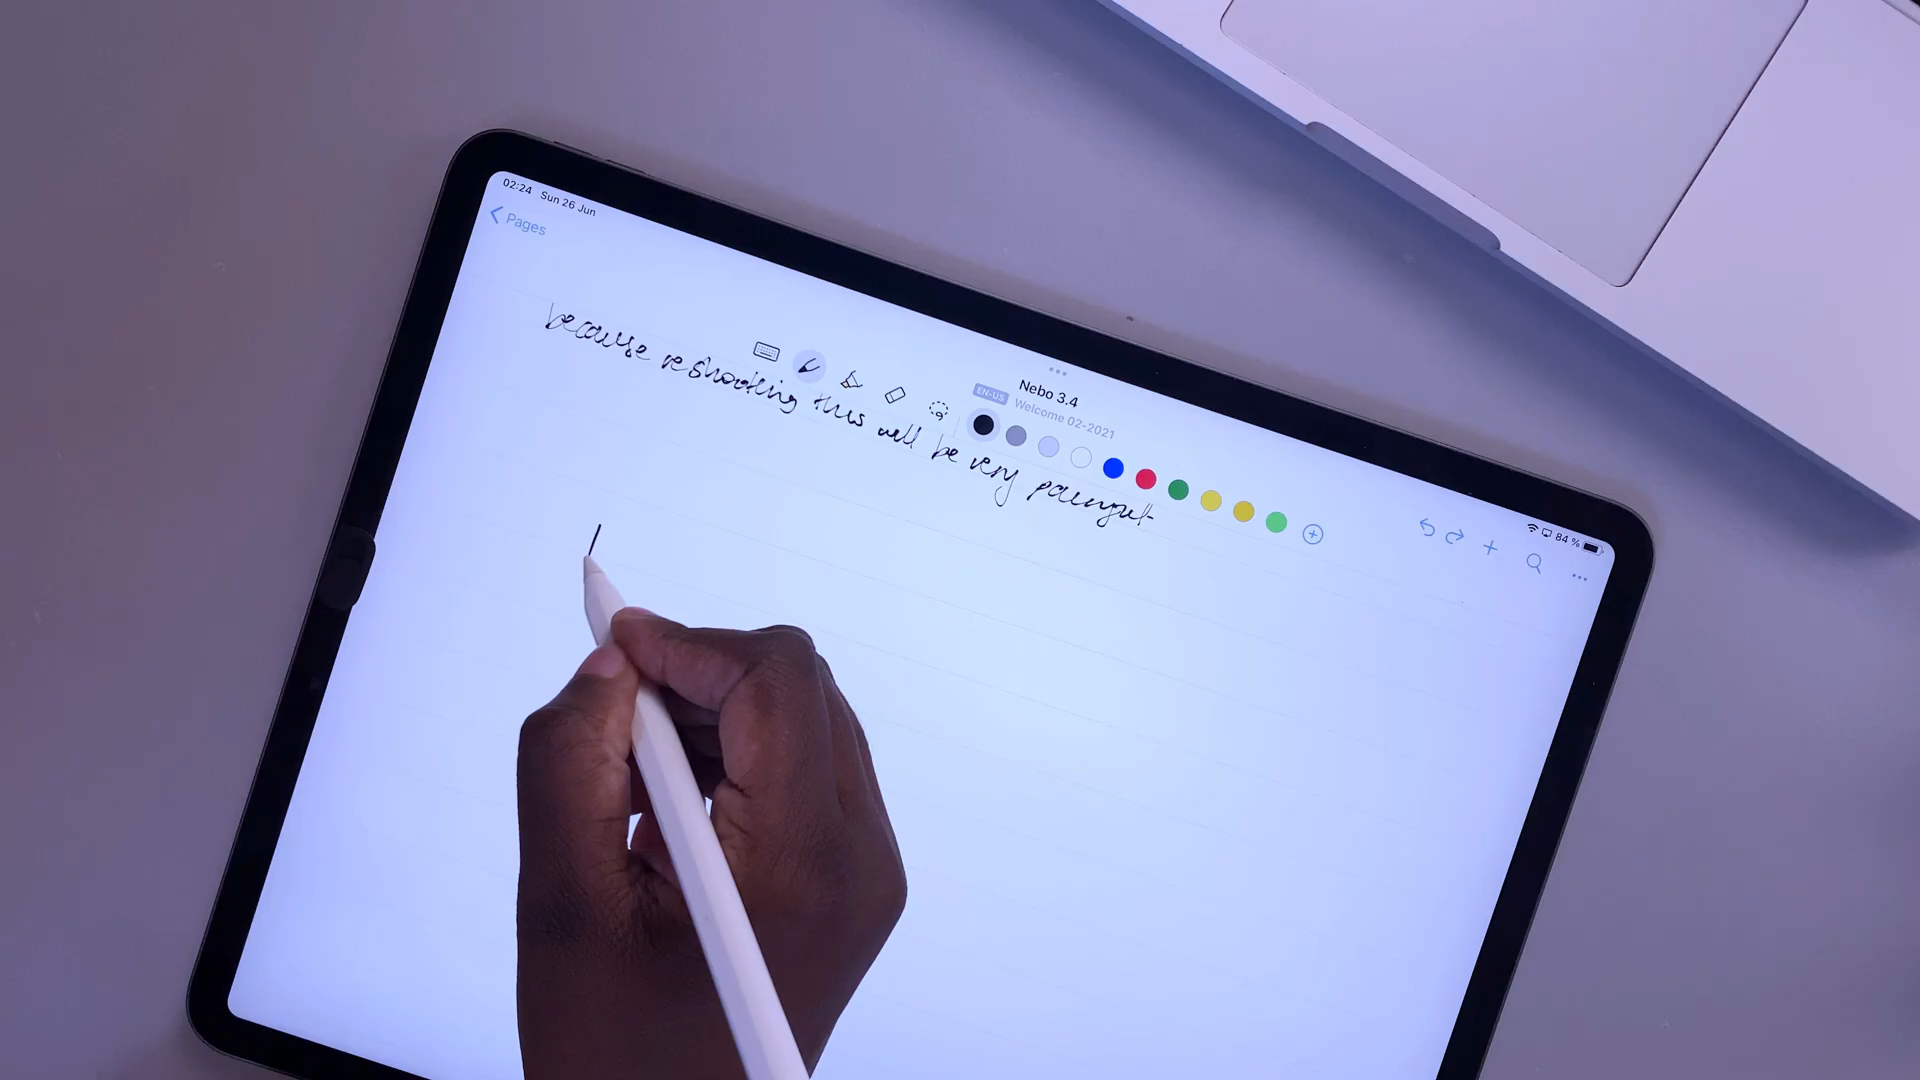 02:24 Sun 26 Jun
Pages
Nebo 3.4
EN-US Welcome 02-2021
84 %
because reshooting this will be very painful